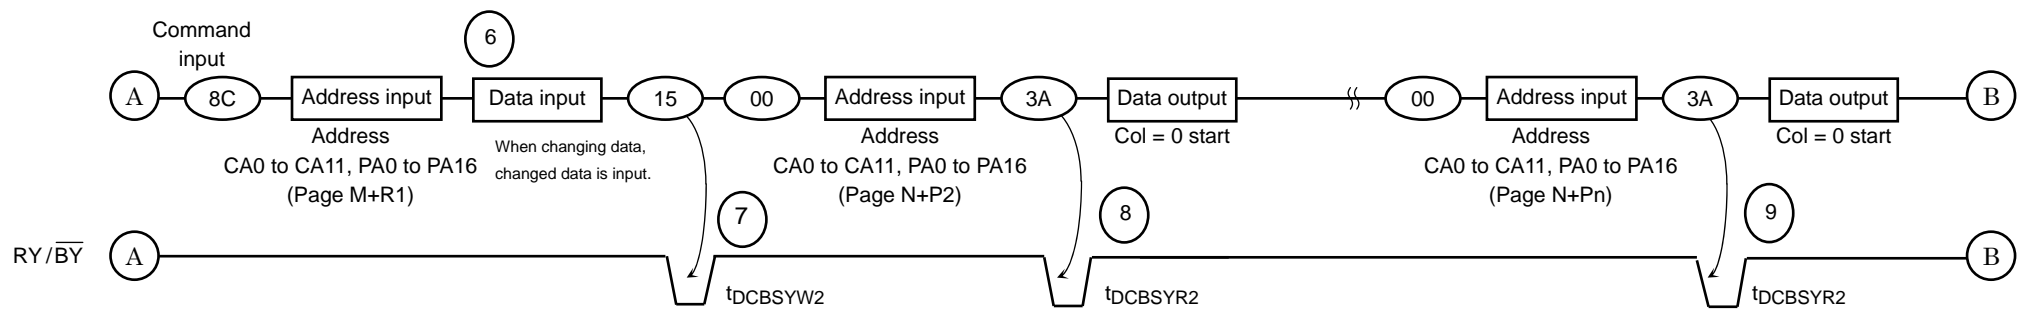 Command
input
6
A 8C Address input Data input 15 00 Address input 3A Data output 00 Address input 3A Data output B
Address
CA0 to CA11, PA0 to PA16
(Page M+R1)
When changing data,
changed data is input.
Address
CA0 to CA11, PA0 to PA16
(Page N+P2)
Col = 0 start
Address
CA0 to CA11, PA0 to PA16
(Page N+Pn)
Col = 0 start
7
8
9
RY/BY A B
tDCBSYW2
tDCBSYR2
tDCBSYR2